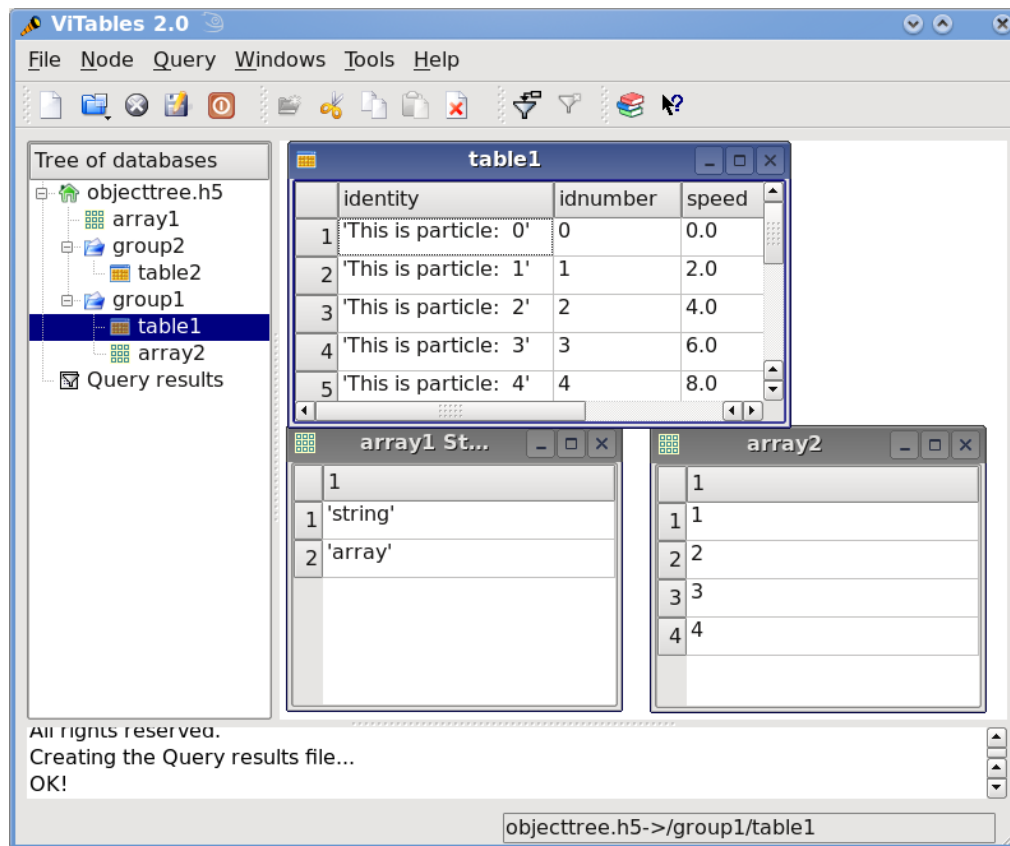 ViTables 2.0
File Node Query Windows Tools Help
Tree of databases
objecttree.h5
array1
group2
table2
group1
table1
array2
Query results
table1
identity idnumber speed
1 'This is particle:  0' 0 0.0
2 'This is particle:  1' 1 2.0
3 'This is particle:  2' 2 4.0
4 'This is particle:  3' 3 6.0
5 'This is particle:  4' 4 8.0
array1 St...
1
1 'string'
2 'array'
array2
1
1 1
2 2
3 3
4 4
All rights reserved.
Creating the Query results file...
OK!
objecttree.h5->/group1/table1